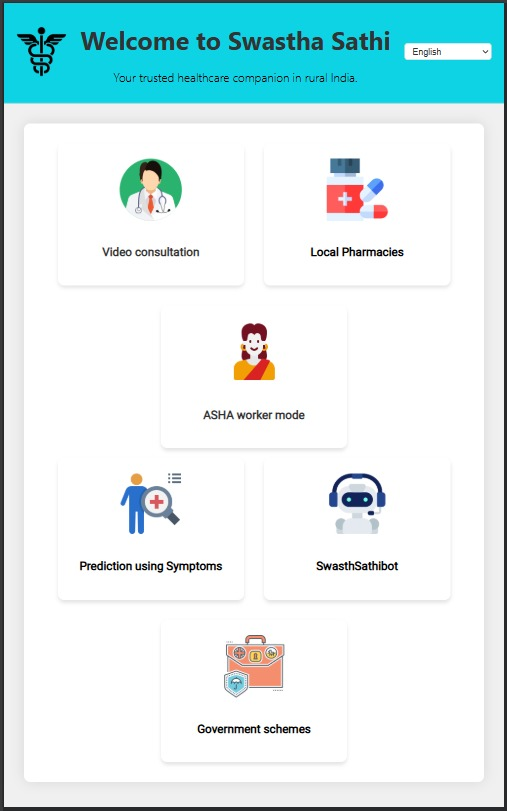 Welcome to Swastha Sathi
English
Your trusted healthcare companion in rural India.
Video consultation
Local Pharmacies
ASHA worker mode
Prediction using Symptoms
SwasthSathibot
Government schemes